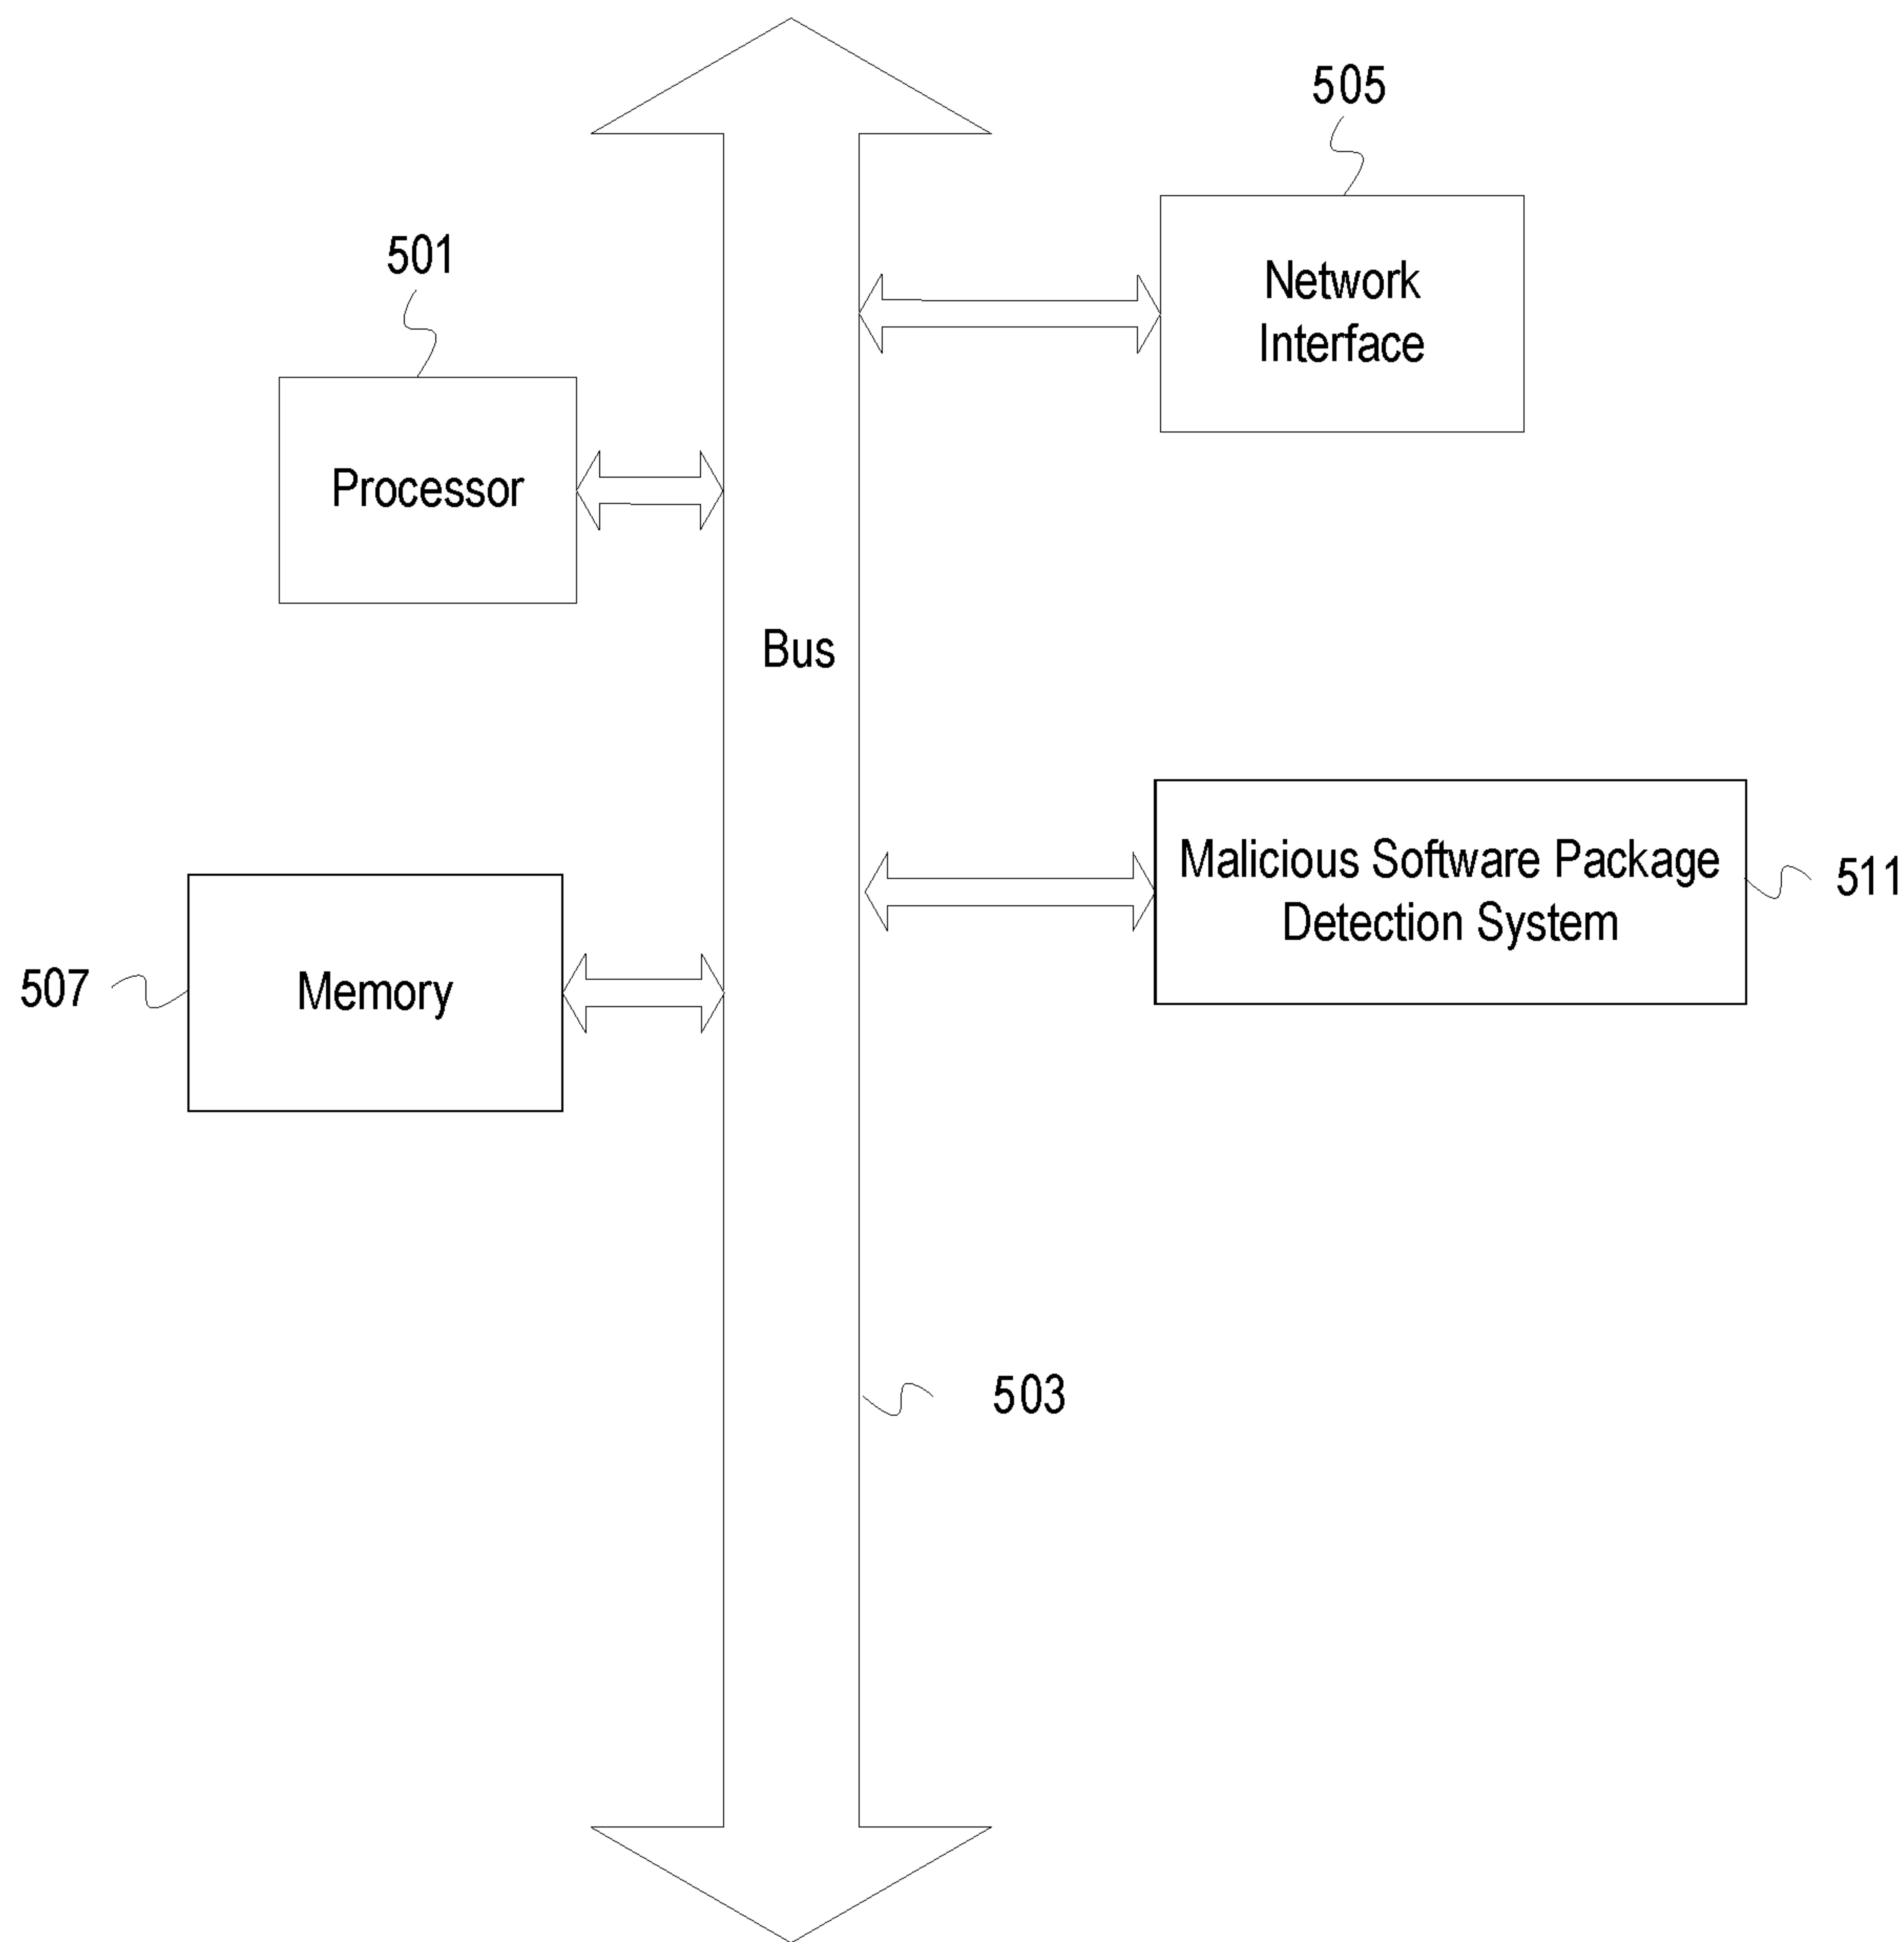 505
Network
Interface
501
Processor
Bus
Malicious Software Package
Detection System
511
507
Memory
503